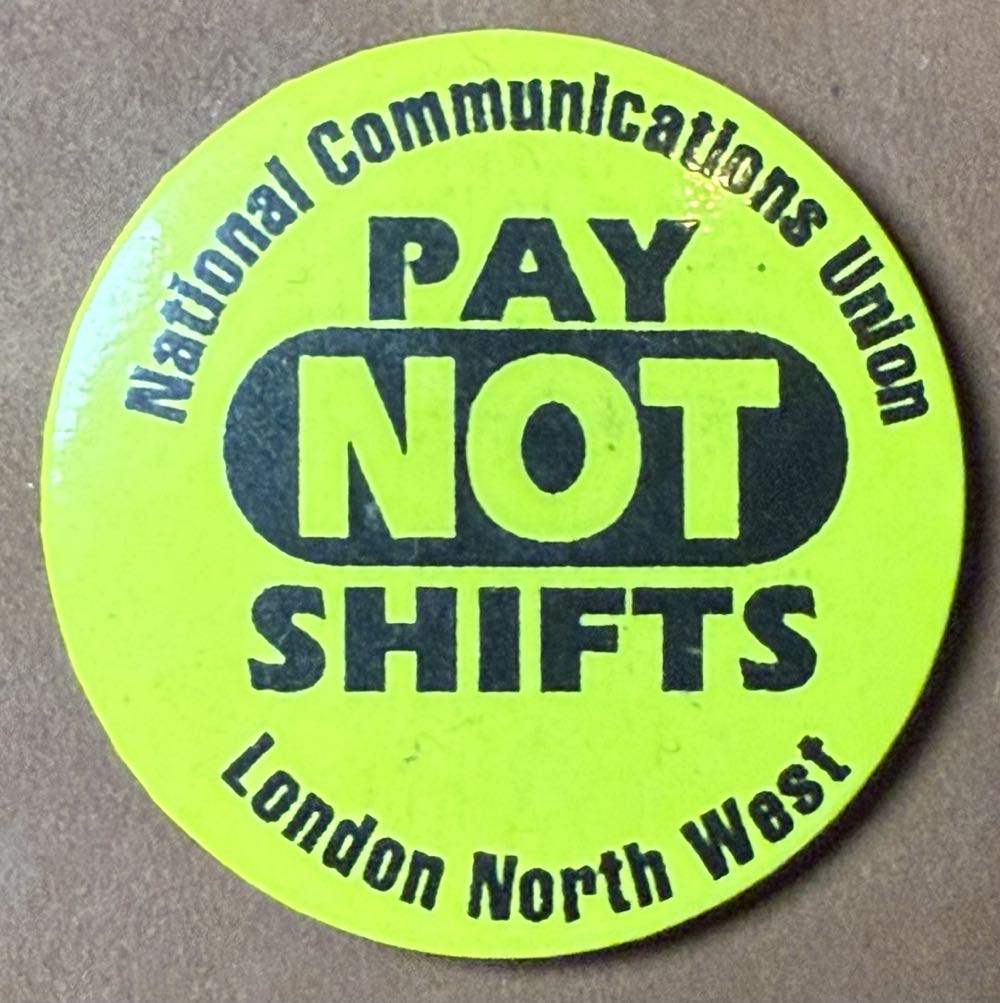 National Communications Union
PAY
NOT
SHIFTS
London North West